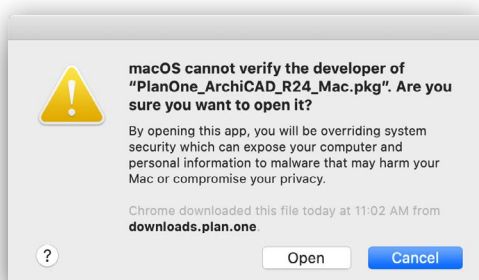 macOS cannot verify the developer of
“PlanOne_ArchiCAD_R24_Mac.pkg”. Are you
sure you want to open it?
By opening this app, you will be overriding system
security which can expose your computer and
personal information to malware that may harm your
Mac or compromise your privacy.
Chrome downloaded this file today at 11:02 AM from
downloads.plan.one.
?
Open
Cancel